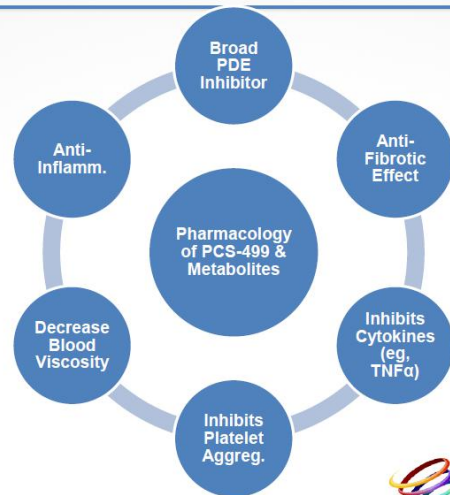 Broad
PDE
Inhibitor
Anti-
Fibrotic
Effect
Inhibits
Cytokines
(eg,
TNFα)
Inhibits
Platelet
Aggreg.
Decrease
Blood
Viscosity
Anti-
Inflamm.
Pharmacology
of PCS-499 &
Metabolites